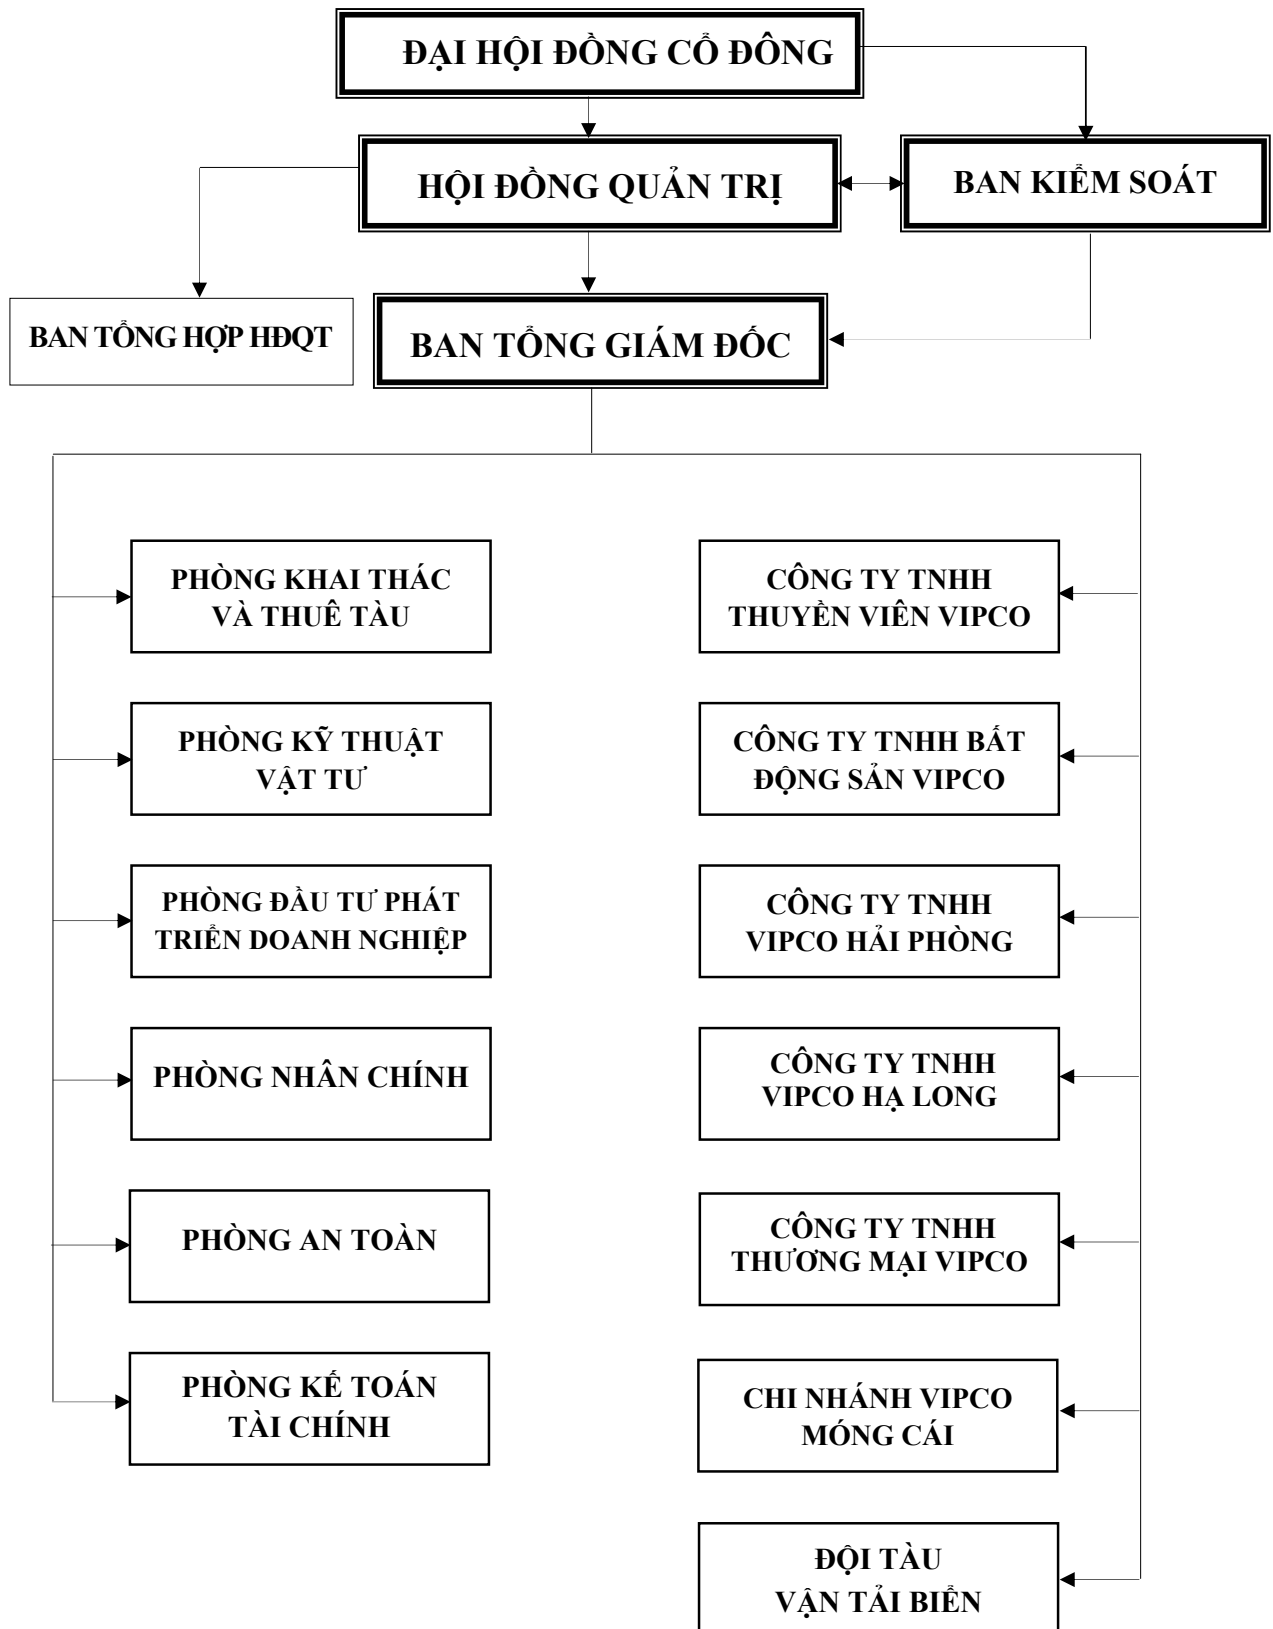 ĐẠI HỘI ĐỒNG CỔ ĐÔNG
HỘI ĐỒNG QUẢN TRỊ
BAN KIỂM SOÁT
BAN TỔNG HỢP HĐQT
BAN TỔNG GIÁM ĐỐC
PHÒNG KHAI THÁC
VÀ THUÊ TÀU
PHÒNG KỸ THUẬT
VẬT TƯ
PHÒNG ĐẦU TƯ PHÁT
TRIỂN DOANH NGHIỆP
PHÒNG NHÂN CHÍNH
PHÒNG AN TOÀN
PHÒNG KẾ TOÁN
TÀI CHÍNH
CÔNG TY TNHH
THUYỀN VIÊN VIPCO
CÔNG TY TNHH BẤT
ĐỘNG SẢN VIPCO
CÔNG TY TNHH
VIPCO HẢI PHÒNG
CÔNG TY TNHH
VIPCO HẠ LONG
CÔNG TY TNHH
THƯƠNG MẠI VIPCO
CHI NHÁNH VIPCO
MÓNG CÁI
ĐỘI TÀU
VẬN TẢI BIỂN